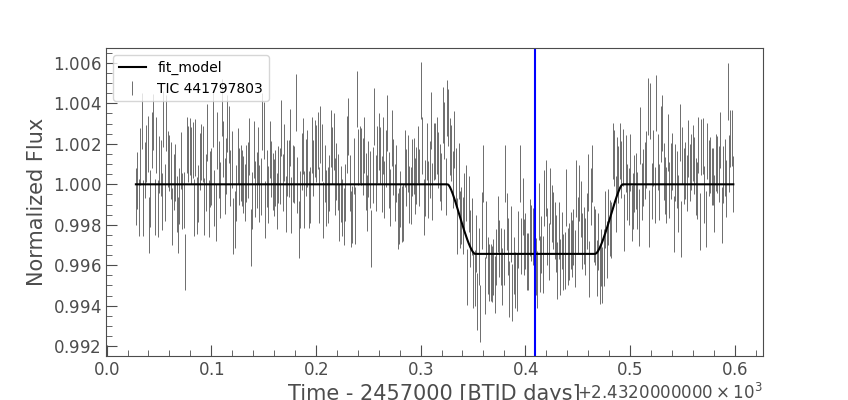 fit_model
TIC 441797803
1.006
1.004
1.002
1.000
0.998
0.996
0.994
0.992
Normalized Flux
0.0 0.1 0.2 0.3 0.4 0.5 0.6
Time - 2457000 [BTJD days]
+2.4320000000 × 10³